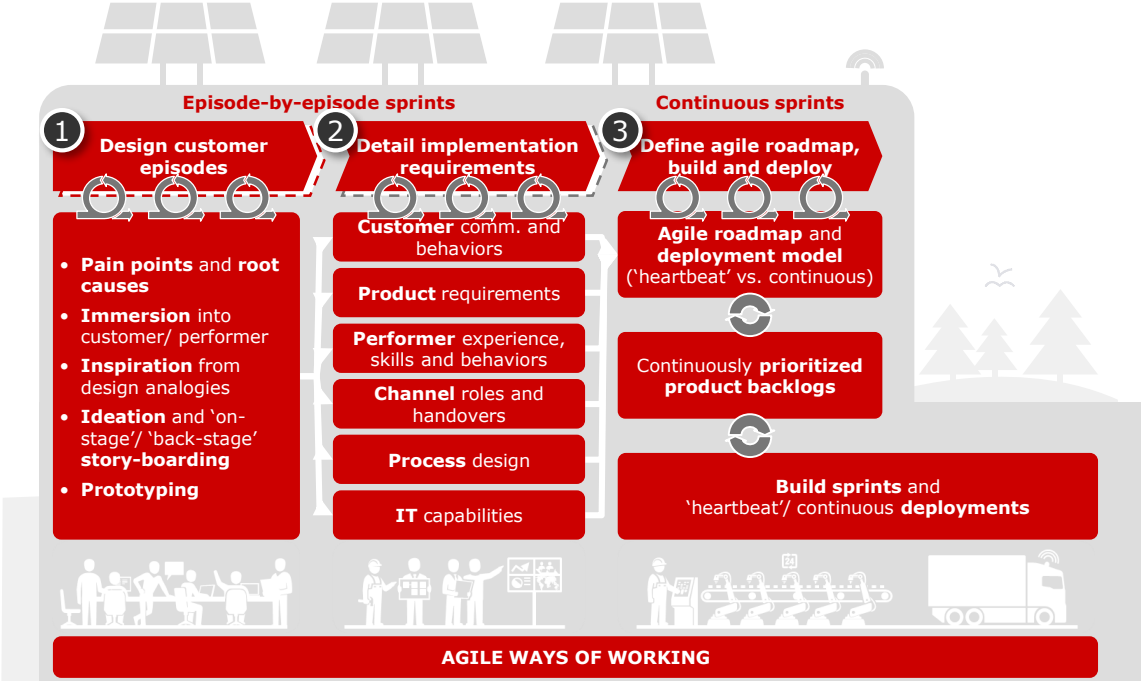 Episode-by-episode sprints
Continuous sprints
1
Design customer
episodes
2
Detail implementation
requirements
3
Define agile roadmap,
build and deploy
• Pain points and root
causes
• Immersion into
customer/ performer
• Inspiration from
design analogies
• Ideation and ‘on-
stage’/ ‘back-stage’
story-boarding
• Prototyping
Customer comm. and
behaviors
Product requirements
Performer experience,
skills and behaviors
Channel roles and
handovers
Process design
IT capabilities
Agile roadmap and
deployment model
(‘heartbeat’ vs. continuous)
Continuously prioritized
product backlogs
Build sprints and
‘heartbeat’/ continuous deployments
AGILE WAYS OF WORKING